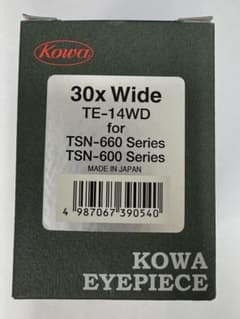 Kowa
30x Wide
TE-14WD
for
TSN-660 Series
TSN-600 Series
MADE IN JAPAN
4 987067 390540
KOWA
EYEPIECE